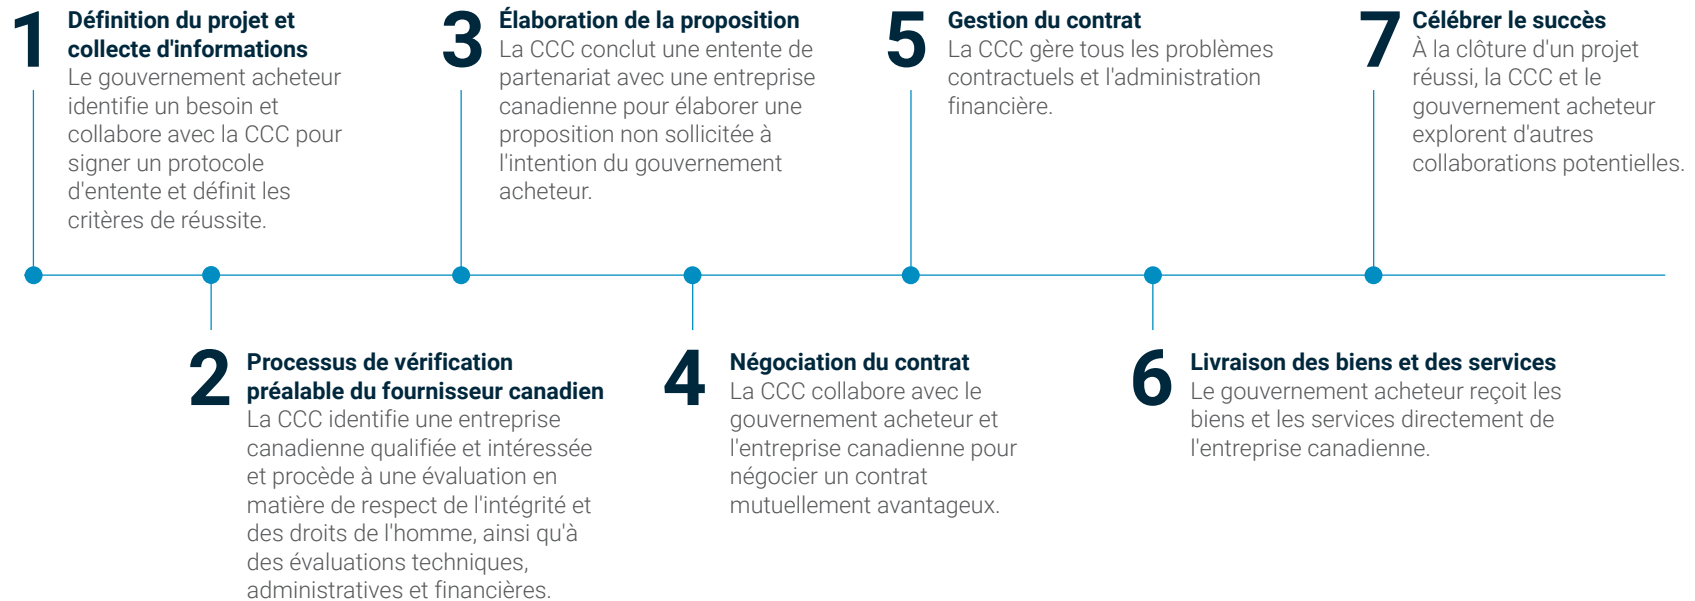 1
Définition du projet et
collecte d'informations
Le gouvernement acheteur
identifie un besoin et
collabore avec la CCC pour
signer un protocole
d'entente et définit les
critères de réussite.
2
Processus de vérification
préalable du fournisseur canadien
La CCC identifie une entreprise
canadienne qualifiée et intéressée
et procède à une évaluation en
matière de respect de l'intégrité et
des droits de l'homme, ainsi qu'à
des évaluations techniques,
administratives et financières.
3
Élaboration de la proposition
La CCC conclut une entente de
partenariat avec une entreprise
canadienne pour élaborer une
proposition non sollicitée à
l'intention du gouvernement
acheteur.
4
Négociation du contrat
La CCC collabore avec le
gouvernement acheteur et
l'entreprise canadienne pour
négocier un contrat
mutuellement avantageux.
5
Gestion du contrat
La CCC gère tous les problèmes
contractuels et l'administration
financière.
6
Livraison des biens et des services
Le gouvernement acheteur reçoit les
biens et les services directement de
l'entreprise canadienne.
7
Célébrer le succès
À la clôture d'un projet
réussi, la CCC et le
gouvernement acheteur
explorent d'autres
collaborations potentielles.